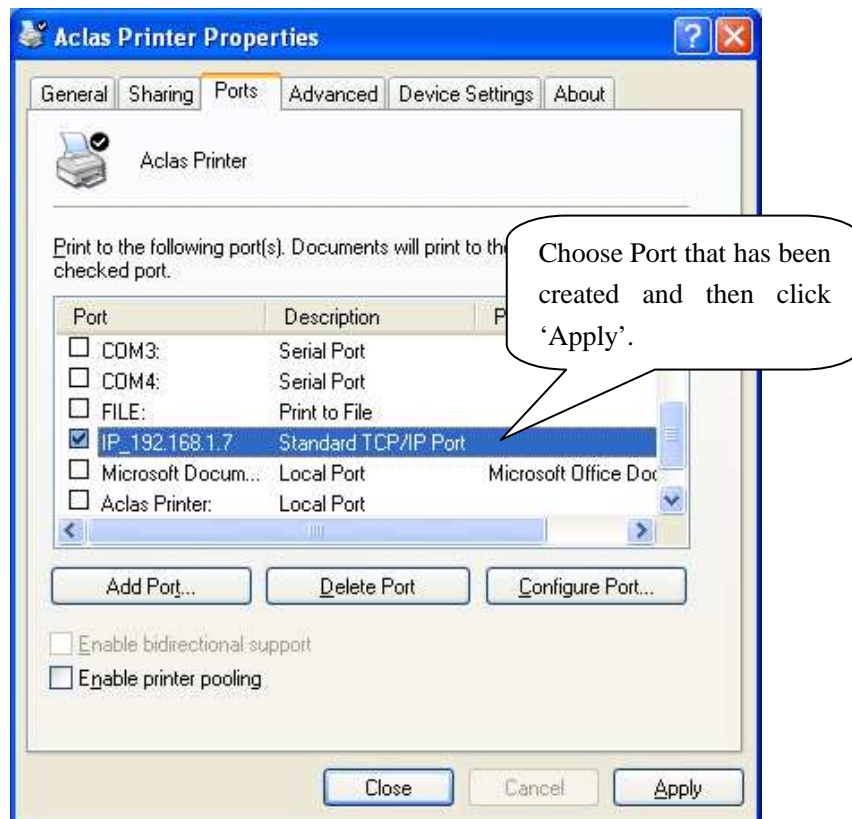 Aclas Printer Properties
General Sharing Ports Advanced Device Settings About
Aclas Printer
Print to the following port(s). Documents will print to the
checked port.
Choose Port that has been
created and then click
‘Apply’.
Port Description P
COM3: Serial Port
COM4: Serial Port
FILE: Print to File
IP_192.168.1.7 Standard TCP/IP Port
Microsoft Docum... Local Port Microsoft Office Doc
Aclas Printer: Local Port
Add Port... Delete Port Configure Port...
Enable bidirectional support
Enable printer pooling
Close Cancel Apply